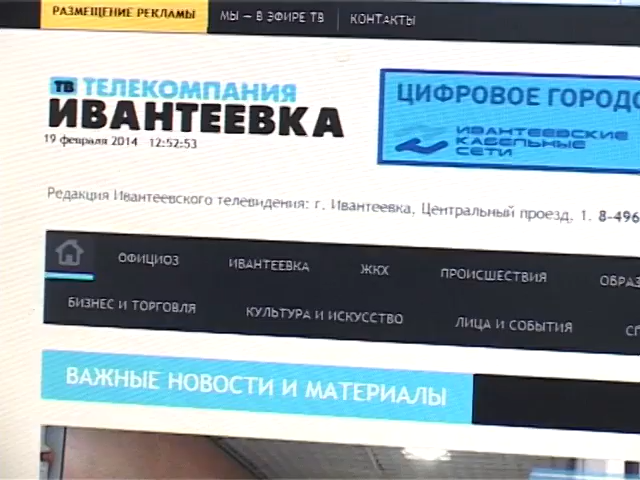 РАЗМЕЩЕНИЕ РЕКЛАМЫ МЫ — В ЭФИРЕ ТВ КОНТАКТЫ
ТВ ТЕЛЕКОМПАНИЯ
ИВАНТЕЕВКА
19 февраля 2014 12:52:53
ЦИФРОВОЕ ГОРОДС
ИВАНТЕЕВСКИЕ
КАБЕЛЬНЫЕ
СЕТИ
Редакция Ивантеевского телевидения: г. Ивантеевка, Центральный проезд, 1. 8-496
ОФИЦИОЗ ИВАНТЕЕВКА ЖКХ ПРОИСШЕСТВИЯ ОБРАЗ
БИЗНЕС И ТОРГОВЛЯ КУЛЬТУРА И ИСКУССТВО ЛИЦА И СОБЫТИЯ
ВАЖНЫЕ НОВОСТИ И МАТЕРИАЛЫ